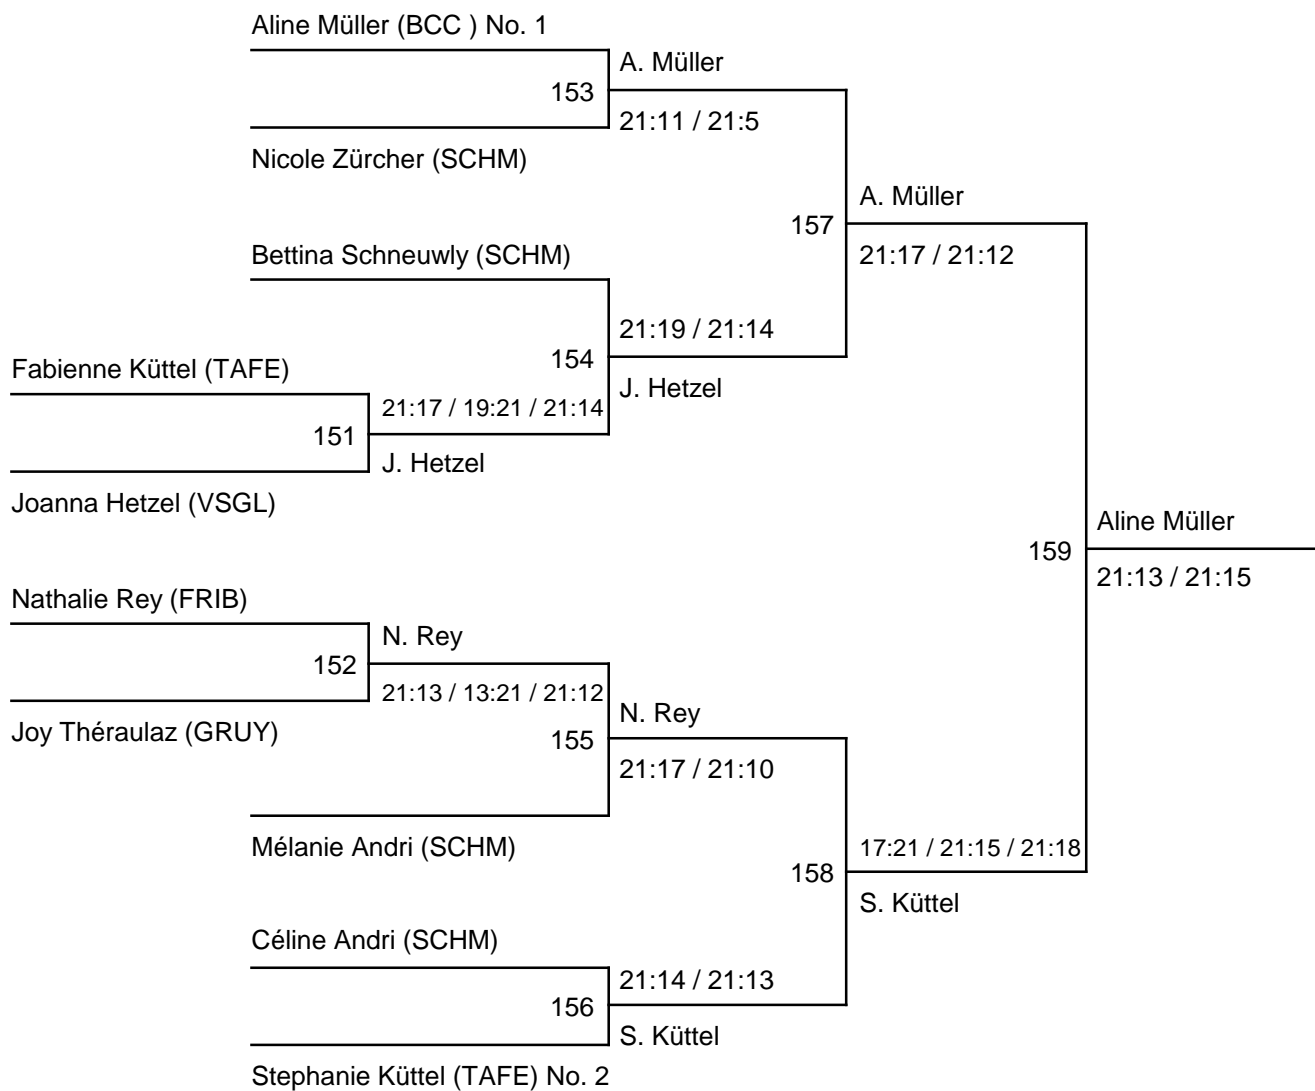 Aline Müller (BCC ) No. 1
A. Müller
153
21:11 / 21:5
Nicole Zürcher (SCHM)
A. Müller
157
21:17 / 21:12
Bettina Schneuwly (SCHM)
21:19 / 21:14
154
J. Hetzel
Fabienne Küttel (TAFE)
21:17 / 19:21 / 21:14
151
J. Hetzel
Joanna Hetzel (VSGL)
Aline Müller
159
21:13 / 21:15
Nathalie Rey (FRIB)
N. Rey
152
21:13 / 13:21 / 21:12
Joy Théraulaz (GRUY)
N. Rey
155
21:17 / 21:10
Mélanie Andri (SCHM)
17:21 / 21:15 / 21:18
158
S. Küttel
Céline Andri (SCHM)
21:14 / 21:13
156
S. Küttel
Stephanie Küttel (TAFE) No. 2